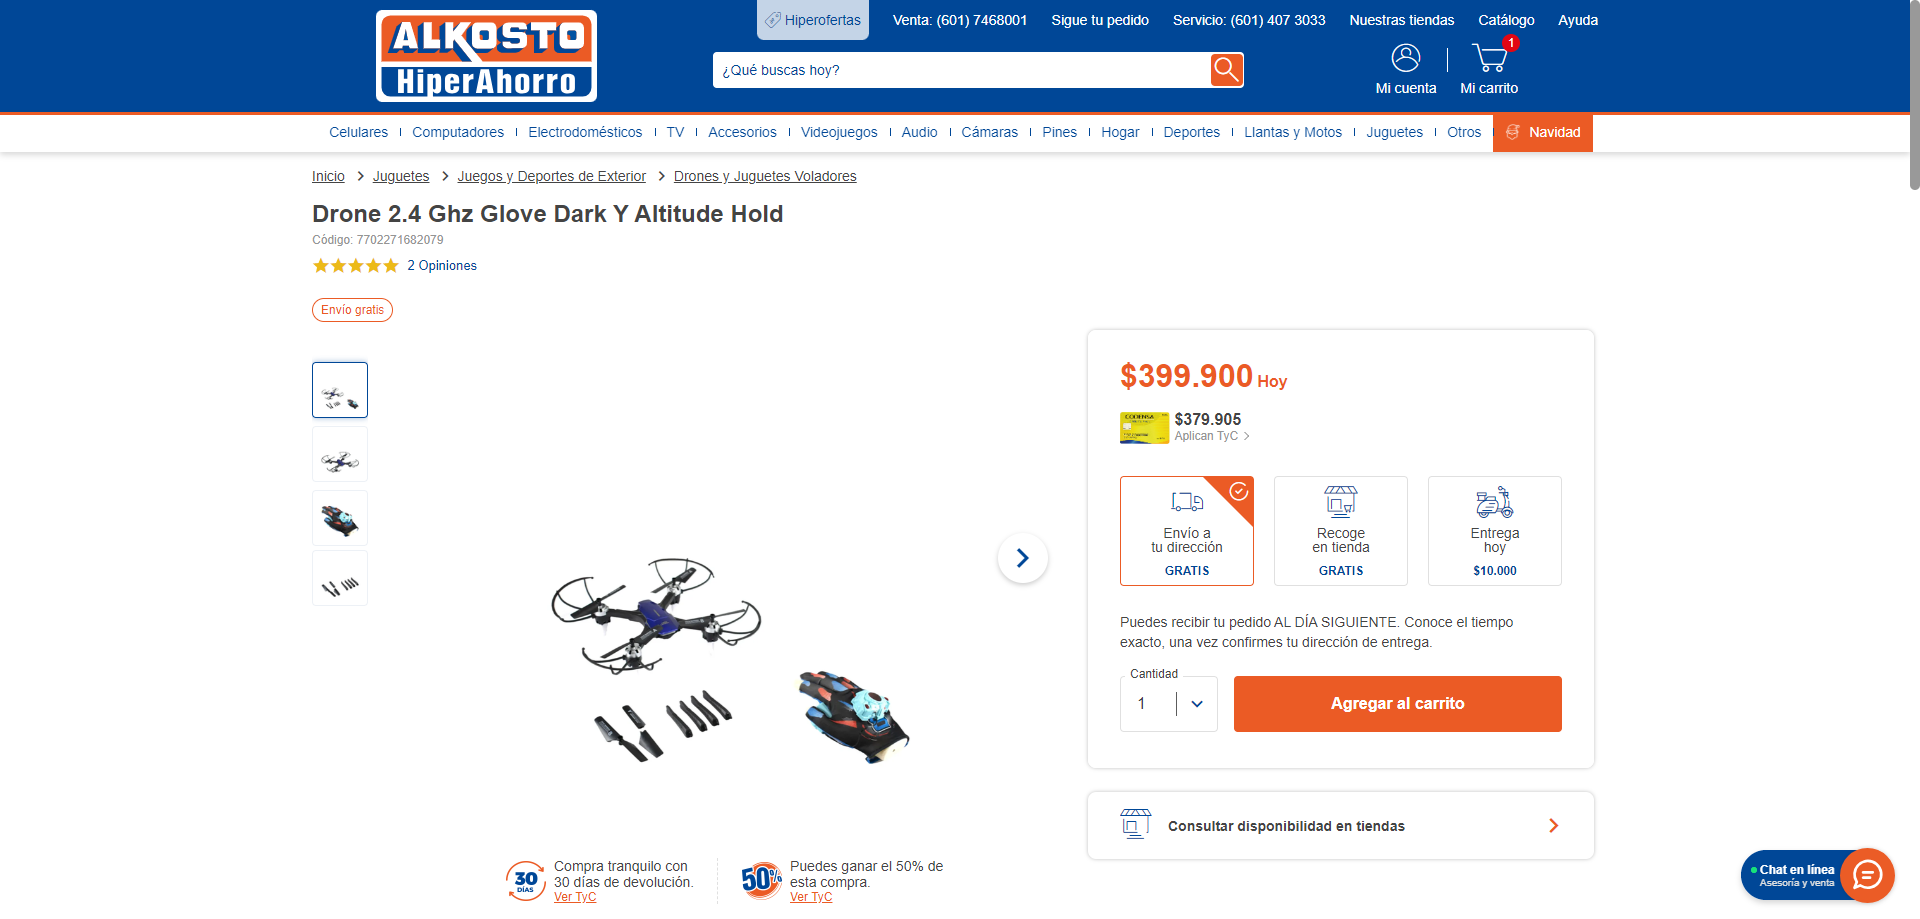 ALKOSTO
HiperAhorro
Hiperofertas
Venta: (601) 7468001
Sigue tu pedido
Servicio: (601) 407 3033
Nuestras tiendas
Catálogo
Ayuda
¿Qué buscas hoy?
Mi cuenta
1
Mi carrito
Celulares
Computadores
Electrodomésticos
TV
Accesorios
Videojuegos
Audio
Cámaras
Pines
Hogar
Deportes
Llantas y Motos
Juguetes
Otros
Navidad
Inicio
Juguetes
Juegos y Deportes de Exterior
Drones y Juguetes Voladores
Drone 2.4 Ghz Glove Dark Y Altitude Hold
Código: 7702271682079
2 Opiniones
Envío gratis
$399.900 Hoy
CODENSA
$379.905
Aplican TyC
Envío a
tu dirección
GRATIS
Recoge
en tienda
GRATIS
Entrega
hoy
$10.000
Puedes recibir tu pedido AL DÍA SIGUIENTE. Conoce el tiempo
exacto, una vez confirmes tu dirección de entrega.
Cantidad
1
Agregar al carrito
Consultar disponibilidad en tiendas
30
DÍAS
Compra tranquilo con
30 días de devolución.
Ver TyC
50%
Puedes ganar el 50% de
esta compra.
Ver TyC
Chat en línea
Asesoría y venta